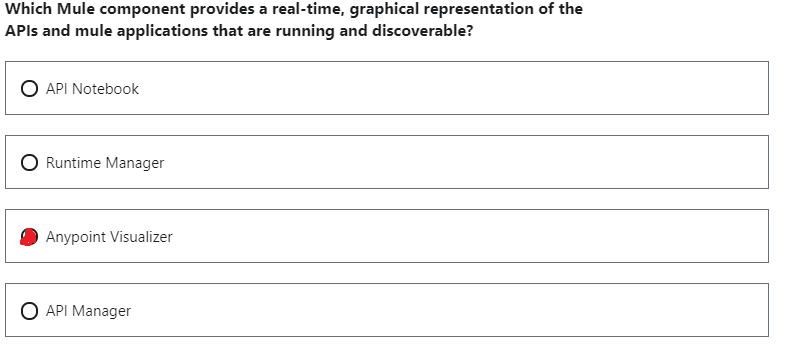 Which Mule component provides a real-time, graphical representation of the
APIs and mule applications that are running and discoverable?
API Notebook
Runtime Manager
Anypoint Visualizer
API Manager